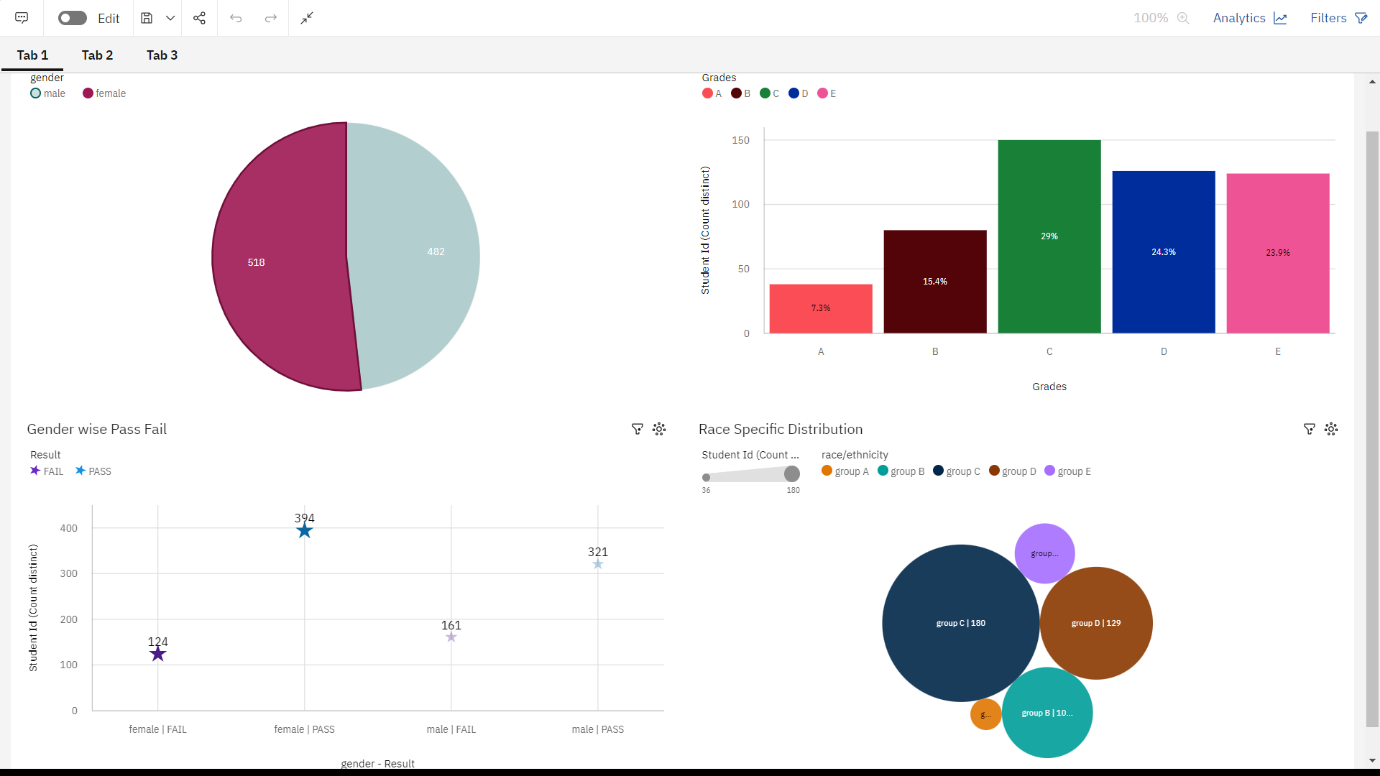 Edit
100%
Analytics
Filters
Tab 1
Tab 2
Tab 3
gender
male
female
518
482
Grades
A
B
C
D
E
Student Id (Count distinct)
150
100
50
0
7.3%
15.4%
29%
24.3%
23.9%
A
B
C
D
E
Grades
Gender wise Pass Fail
Result
FAIL
PASS
Student Id (Count distinct)
400
300
200
100
0
124
394
161
321
female | FAIL
female | PASS
male | FAIL
male | PASS
gender - Result
Race Specific Distribution
Student Id (Count ...
36
180
race/ethnicity
group A
group B
group C
group D
group E
group...
group C | 180
group D | 129
g...
group B | 10...